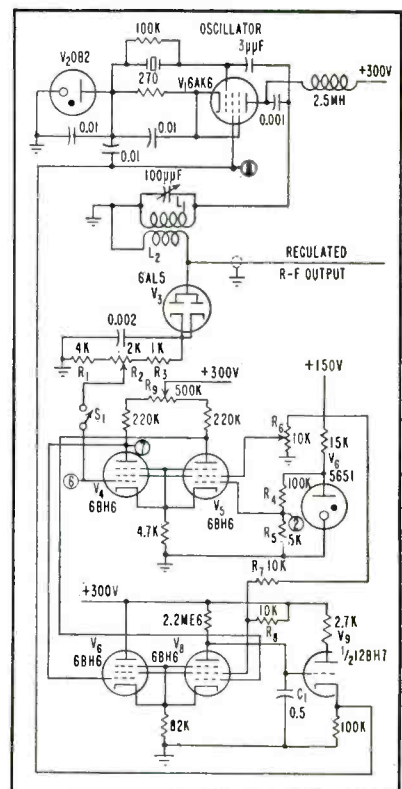 OSCILLATOR
100K
3μμF
V₂OB2
270
V₁6AK6
+300V
0.001
2.5MH
0.01
0.01
0.01
①
100μμF
L₁
L₂
REGULATED
R-F OUTPUT
6AL5
V₃
0.002
4K
2K
1K
R₁
R₂
R₃
+300V
+150V
R₉
500K
220K
220K
S₁
R₆
10K
15K
⑦
V₆
5651
100K
R₄
⑥
②
V₄
6BH6
V₅
6BH6
4.7K
R₅
5K
R₇
10K
+300V
2.2MEG
10K
R₈
2.7K
V₉
½12BH7
V₆
6BH6
V₈
6BH6
C₁
0.5
82K
100K